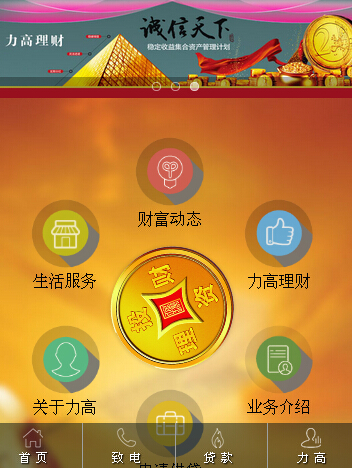 力高理财
诚信天下
稳定收益集合资产管理计划
财富动态
生活服务
力高理财
投资理财
关于力高
业务介绍
申请供贷
首页
致电
贷款
力高